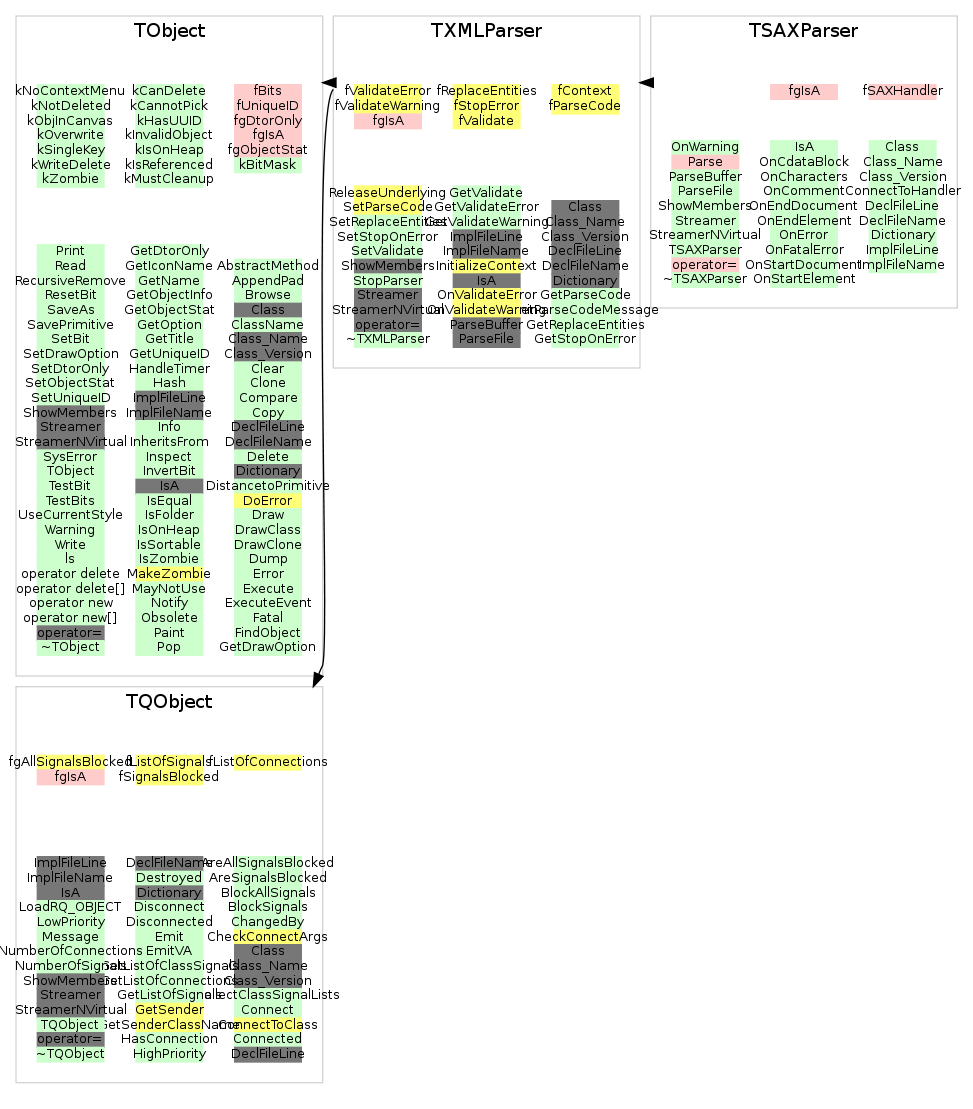 TObject
kNoContextMenu
kNotDeleted
kObjInCanvas
kOverwrite
kSingleKey
kWriteDelete
kZombie
kCanDelete
kCannotPick
kHasUUID
kInvalidObject
kIsOnHeap
kIsReferenced
kMustCleanup
fBits
fUniqueID
fgDtorOnly
fgIsA
fgObjectStat
kBitMask
Print
Read
RecursiveRemove
ResetBit
SaveAs
SavePrimitive
SetBit
SetDrawOption
SetDtorOnly
SetObjectStat
SetUniqueID
ShowMembers
Streamer
StreamerNVirtual
SysError
TObject
TestBit
TestBits
UseCurrentStyle
Warning
Write
ls
operator delete
operator delete[]
operator new
operator new[]
operator=
~TObject
GetDtorOnly
GetIconName
GetName
GetObjectInfo
GetObjectStat
GetOption
GetTitle
GetUniqueID
HandleTimer
Hash
ImplFileLine
ImplFileName
Info
InheritsFrom
Inspect
InvertBit
IsA
IsEqual
IsFolder
IsOnHeap
IsSortable
IsZombie
MakeZombie
MayNotUse
Notify
Obsolete
Paint
Pop
AbstractMethod
AppendPad
Browse
Class
ClassName
Class_Name
Class_Version
Clear
Clone
Compare
Copy
DeclFileLine
DeclFileName
Delete
Dictionary
DistancetoPrimitive
DoError
Draw
DrawClass
DrawClone
Dump
Error
Execute
ExecuteEvent
Fatal
FindObject
GetDrawOption
TXMLParser
fValidateError
fValidateWarning
fgIsA
fReplaceEntities
fStopError
fValidate
fContext
fParseCode
ReleaseUnderlying
SetParseCode
SetReplaceEntities
SetStopOnError
SetValidate
ShowMembers
StopParser
Streamer
StreamerNVirtual
operator=
~TXMLParser
GetValidate
GetValidateError
GetValidateWarning
ImplFileLine
ImplFileName
InitializeContext
IsA
OnValidateError
OnValidateWarning
ParseBuffer
ParseFile
Class
Class_Name
Class_Version
DeclFileLine
DeclFileName
Dictionary
GetParseCode
GetParseCodeMessage
GetReplaceEntities
GetStopOnError
TSAXParser
fgIsA
fSAXHandler
OnWarning
Parse
ParseBuffer
ParseFile
ShowMembers
Streamer
StreamerNVirtual
TSAXParser
operator=
~TSAXParser
IsA
OnCdataBlock
OnCharacters
OnComment
OnEndDocument
OnEndElement
OnError
OnFatalError
OnStartDocument
OnStartElement
Class
Class_Name
Class_Version
ConnectToHandler
DeclFileLine
DeclFileName
Dictionary
ImplFileLine
ImplFileName
TQObject
fgAllSignalsBlocked
fgIsA
fListOfSignals
fSignalsBlocked
fListOfConnections
ImplFileLine
ImplFileName
IsA
LoadRQ_OBJECT
LowPriority
Message
NumberOfConnections
NumberOfSignals
ShowMembers
Streamer
StreamerNVirtual
TQObject
operator=
~TQObject
DeclFileName
Destroyed
Dictionary
Disconnect
Disconnected
Emit
EmitVA
GetListOfClassSignals
GetListOfConnections
GetListOfSignals
GetSender
GetSenderClassName
HasConnection
HighPriority
AreAllSignalsBlocked
AreSignalsBlocked
BlockAllSignals
BlockSignals
ChangedBy
CheckConnectArgs
Class
Class_Name
Class_Version
CollectClassSignalLists
Connect
ConnectToClass
Connected
DeclFileLine